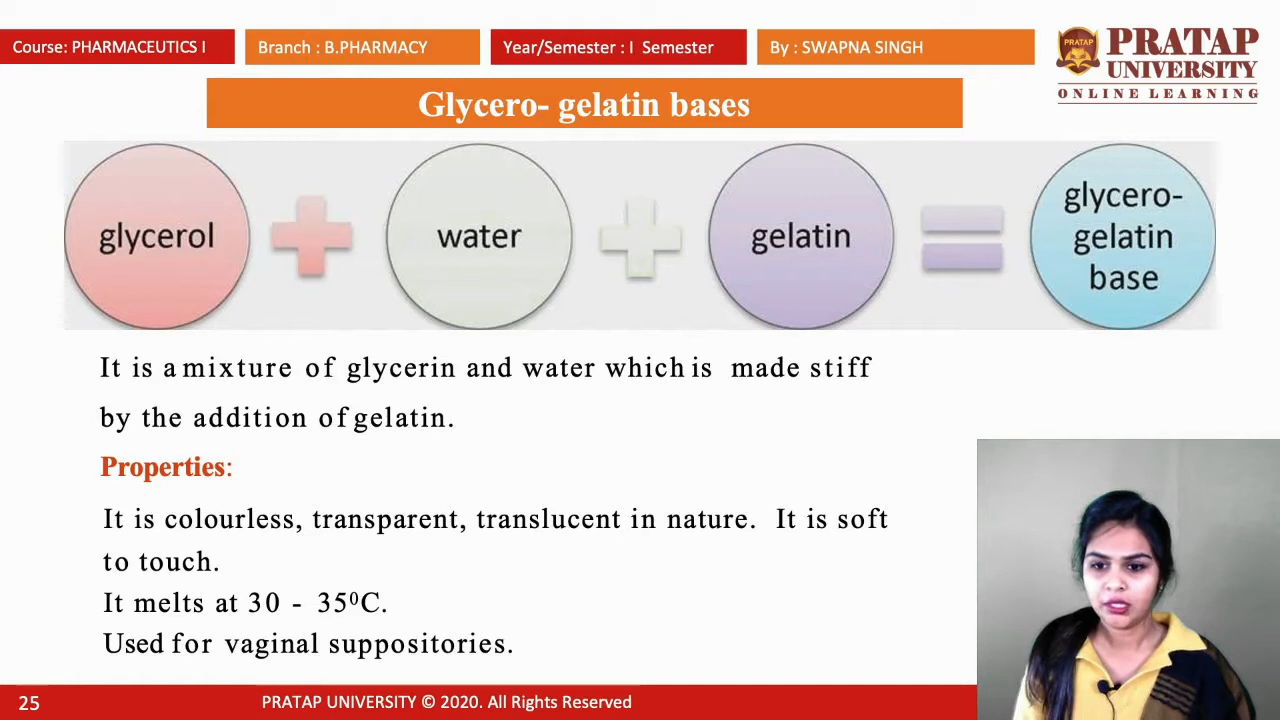 Course: PHARMACEUTICS I
Branch : B.PHARMACY
Year/Semester : I Semester
By : SWAPNA SINGH
PRATAP
PRATAP
UNIVERSITY
ONLINE LEARNING
Glycero- gelatin bases
glycerol
water
gelatin
glycero-
gelatin
base
It is a mixture of glycerin and water which is made stiff
by the addition of gelatin.
Properties:
It is colourless, transparent, translucent in nature. It is soft
to touch.
It melts at 30 - 35⁰C.
Used for vaginal suppositories.
25
PRATAP UNIVERSITY © 2020. All Rights Reserved